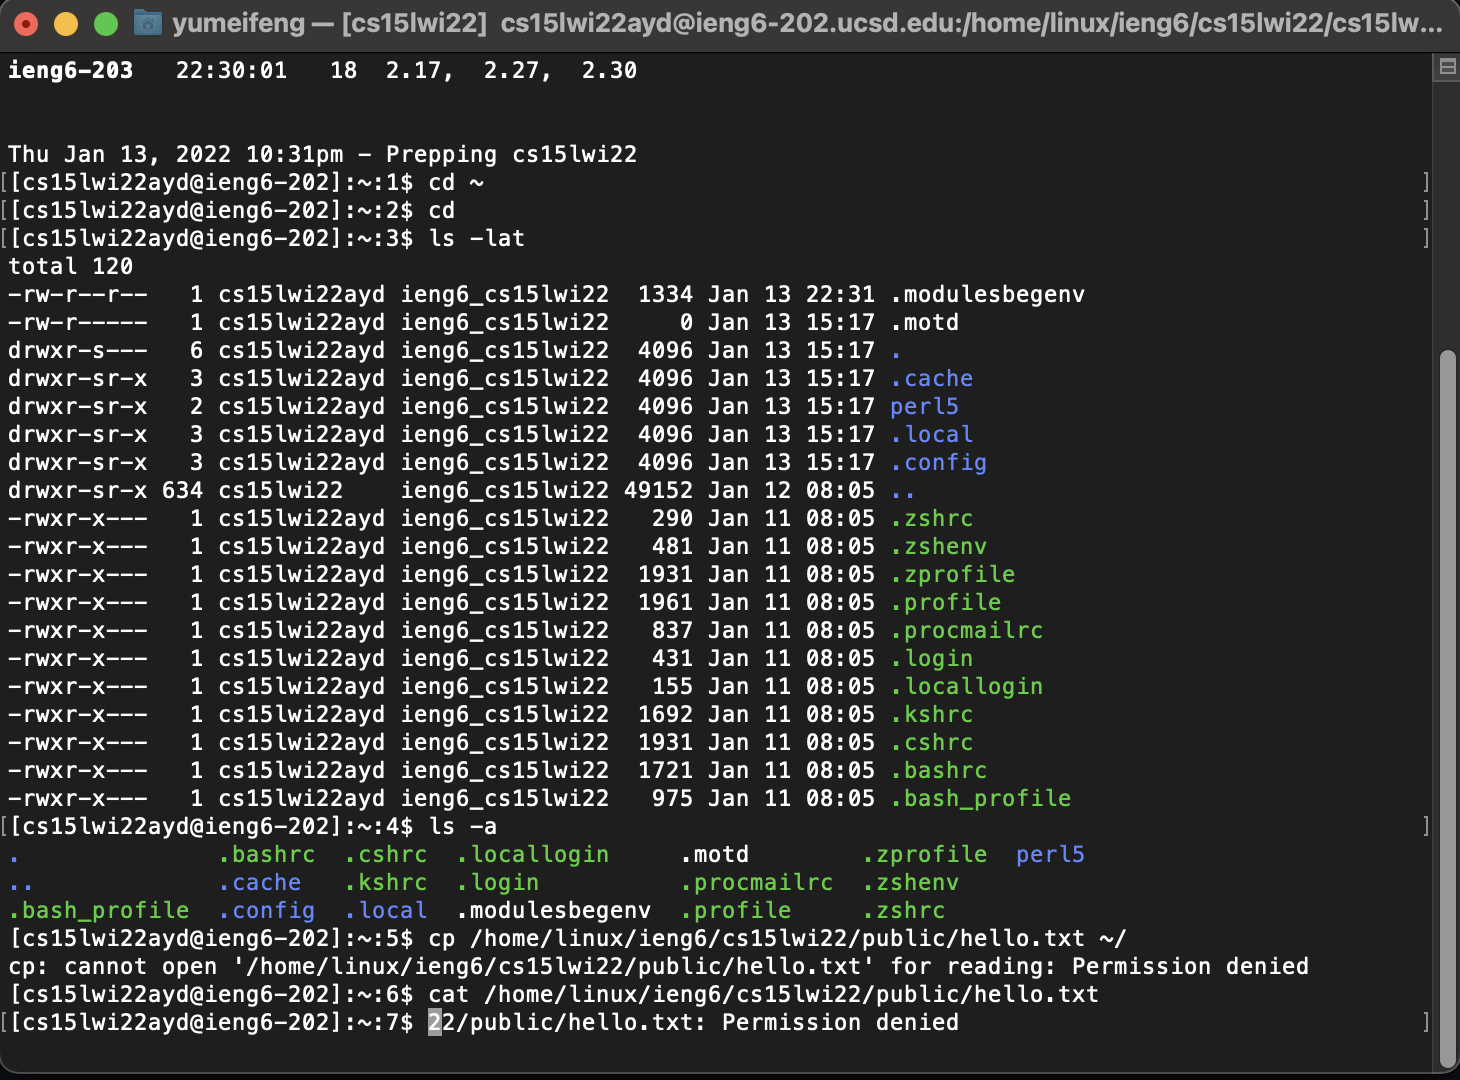 yumeifeng — [cs15lwi22] cs15lwi22ayd@ieng6-202.ucsd.edu:/home/linux/ieng6/cs15lwi22/cs15lw...
ieng6-203   22:30:01   18  2.17,  2.27,  2.30
Thu Jan 13, 2022 10:31pm - Prepping cs15lwi22
[[cs15lwi22ayd@ieng6-202]:~:1$ cd ~ ]
[[cs15lwi22ayd@ieng6-202]:~:2$ cd ]
[[cs15lwi22ayd@ieng6-202]:~:3$ ls -lat ]
total 120
-rw-r--r--   1 cs15lwi22ayd ieng6_cs15lwi22  1334 Jan 13 22:31 .modulesbegenv
-rw-r-----   1 cs15lwi22ayd ieng6_cs15lwi22     0 Jan 13 15:17 .motd
drwxr-s---   6 cs15lwi22ayd ieng6_cs15lwi22  4096 Jan 13 15:17 .
drwxr-sr-x   3 cs15lwi22ayd ieng6_cs15lwi22  4096 Jan 13 15:17 .cache
drwxr-sr-x   2 cs15lwi22ayd ieng6_cs15lwi22  4096 Jan 13 15:17 perl5
drwxr-sr-x   3 cs15lwi22ayd ieng6_cs15lwi22  4096 Jan 13 15:17 .local
drwxr-sr-x   3 cs15lwi22ayd ieng6_cs15lwi22  4096 Jan 13 15:17 .config
drwxr-sr-x 634 cs15lwi22    ieng6_cs15lwi22 49152 Jan 12 08:05 ..
-rwxr-x---   1 cs15lwi22ayd ieng6_cs15lwi22   290 Jan 11 08:05 .zshrc
-rwxr-x---   1 cs15lwi22ayd ieng6_cs15lwi22   481 Jan 11 08:05 .zshenv
-rwxr-x---   1 cs15lwi22ayd ieng6_cs15lwi22  1931 Jan 11 08:05 .zprofile
-rwxr-x---   1 cs15lwi22ayd ieng6_cs15lwi22  1961 Jan 11 08:05 .profile
-rwxr-x---   1 cs15lwi22ayd ieng6_cs15lwi22   837 Jan 11 08:05 .procmailrc
-rwxr-x---   1 cs15lwi22ayd ieng6_cs15lwi22   431 Jan 11 08:05 .login
-rwxr-x---   1 cs15lwi22ayd ieng6_cs15lwi22   155 Jan 11 08:05 .locallogin
-rwxr-x---   1 cs15lwi22ayd ieng6_cs15lwi22  1692 Jan 11 08:05 .kshrc
-rwxr-x---   1 cs15lwi22ayd ieng6_cs15lwi22  1931 Jan 11 08:05 .cshrc
-rwxr-x---   1 cs15lwi22ayd ieng6_cs15lwi22  1721 Jan 11 08:05 .bashrc
-rwxr-x---   1 cs15lwi22ayd ieng6_cs15lwi22   975 Jan 11 08:05 .bash_profile
[[cs15lwi22ayd@ieng6-202]:~:4$ ls -a ]
.              .bashrc  .cshrc  .locallogin     .motd        .zprofile  perl5
..             .cache   .kshrc  .login          .procmailrc  .zshenv
.bash_profile  .config  .local  .modulesbegenv  .profile     .zshrc
[cs15lwi22ayd@ieng6-202]:~:5$ cp /home/linux/ieng6/cs15lwi22/public/hello.txt ~/
cp: cannot open '/home/linux/ieng6/cs15lwi22/public/hello.txt' for reading: Permission denied
[cs15lwi22ayd@ieng6-202]:~:6$ cat /home/linux/ieng6/cs15lwi22/public/hello.txt
[[cs15lwi22ayd@ieng6-202]:~:7$ 22/public/hello.txt: Permission denied ]